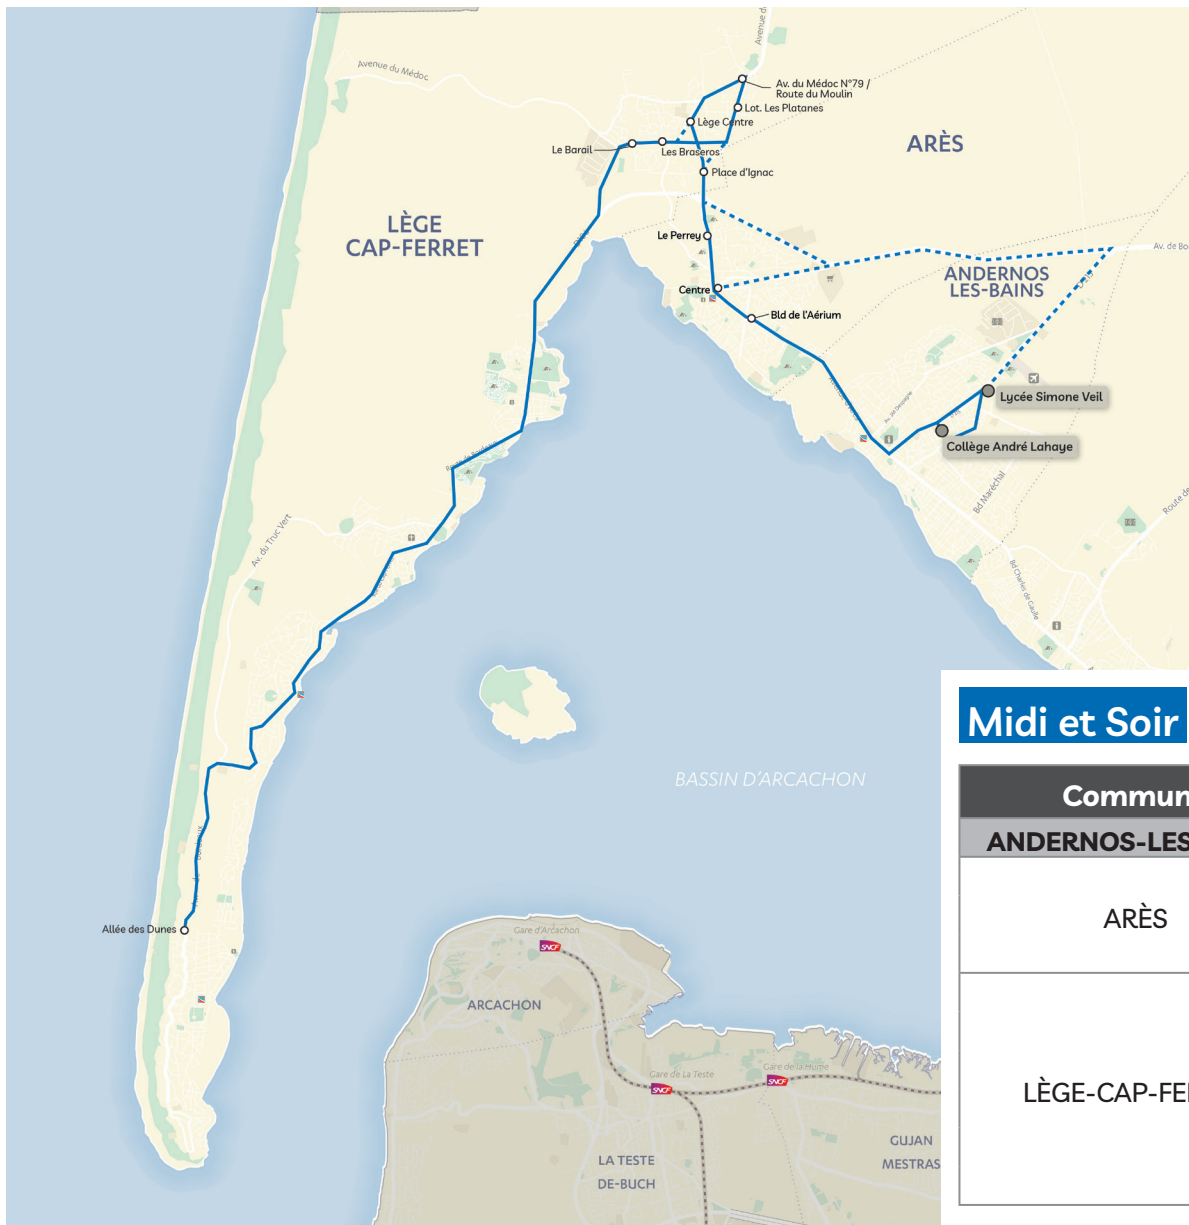 Avenue du Médoc
Avenue d
Av. du Médoc N°79 /
Route du Moulin
Lot. Les Platanes
Lège Centre
Le Barail
Les Braseros
Place d'Ignac
ARÈS
LÈGE
CAP-FERRET
Le Perrey
Av. de Bo
ANDERNOS
LES-BAINS
Centre
Bld de l'Aérium
Lycée Simone Veil
Collège André Lahaye
Bd Maréchal
Route de
Av. du Truc Vert
Bd Charles de Gaulle
BASSIN D'ARCACHON
Allée des Dunes
Gare d'Arcachon
SNCF
ARCACHON
Gare de La Teste
SNCF
Gare de la Hume
SNCF
LA TESTE
DE-BUCH
GUJAN
MESTRAS
Midi et Soir
Commun
ANDERNOS-LES
ARÈS
LÈGE-CAP-FE